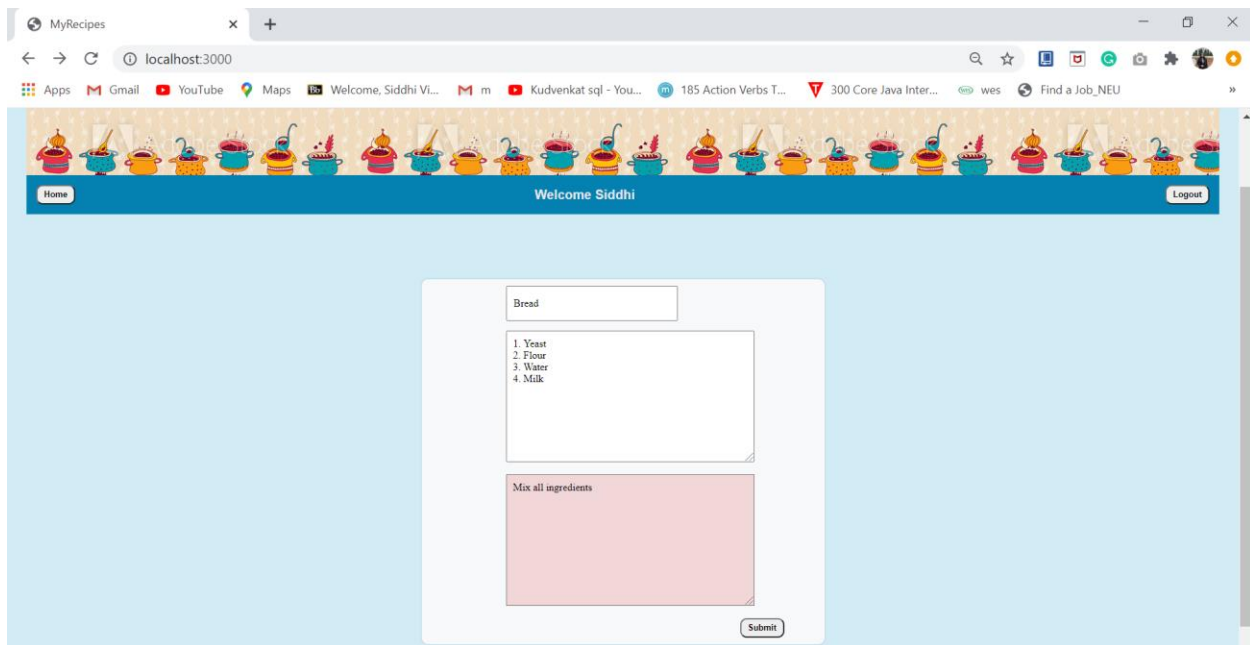 MyRecipes
localhost:3000
Apps Gmail YouTube Maps Welcome, Siddhi Vi... m Kudvenkat sql - You... 185 Action Verbs T... 300 Core Java Inter... wes Find a Job_NEU »
Home Welcome Siddhi Logout
Bread
1. Yeast
2. Flour
3. Water
4. Milk
Mix all ingredients
Submit